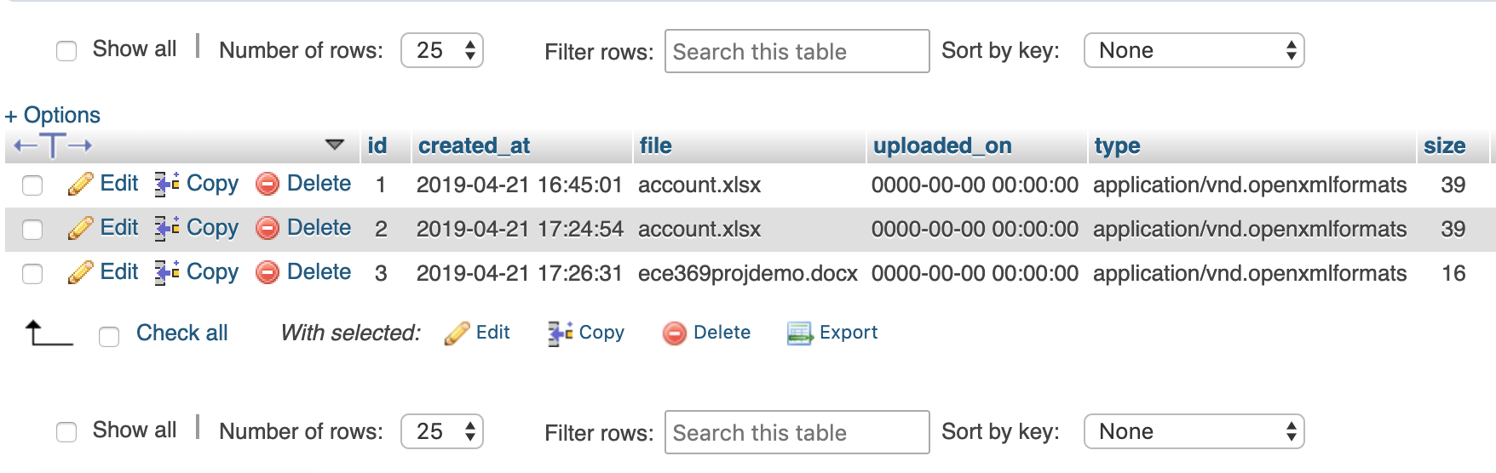 Show all | Number of rows: 25 Filter rows: Search this table Sort by key: None
+ Options
←T→ id created_at file uploaded_on type size
Edit Copy Delete 1 2019-04-21 16:45:01 account.xlsx 0000-00-00 00:00:00 application/vnd.openxmlformats 39
Edit Copy Delete 2 2019-04-21 17:24:54 account.xlsx 0000-00-00 00:00:00 application/vnd.openxmlformats 39
Edit Copy Delete 3 2019-04-21 17:26:31 ece369projdemo.docx 0000-00-00 00:00:00 application/vnd.openxmlformats 16
Check all With selected: Edit Copy Delete Export
Show all | Number of rows: 25 Filter rows: Search this table Sort by key: None